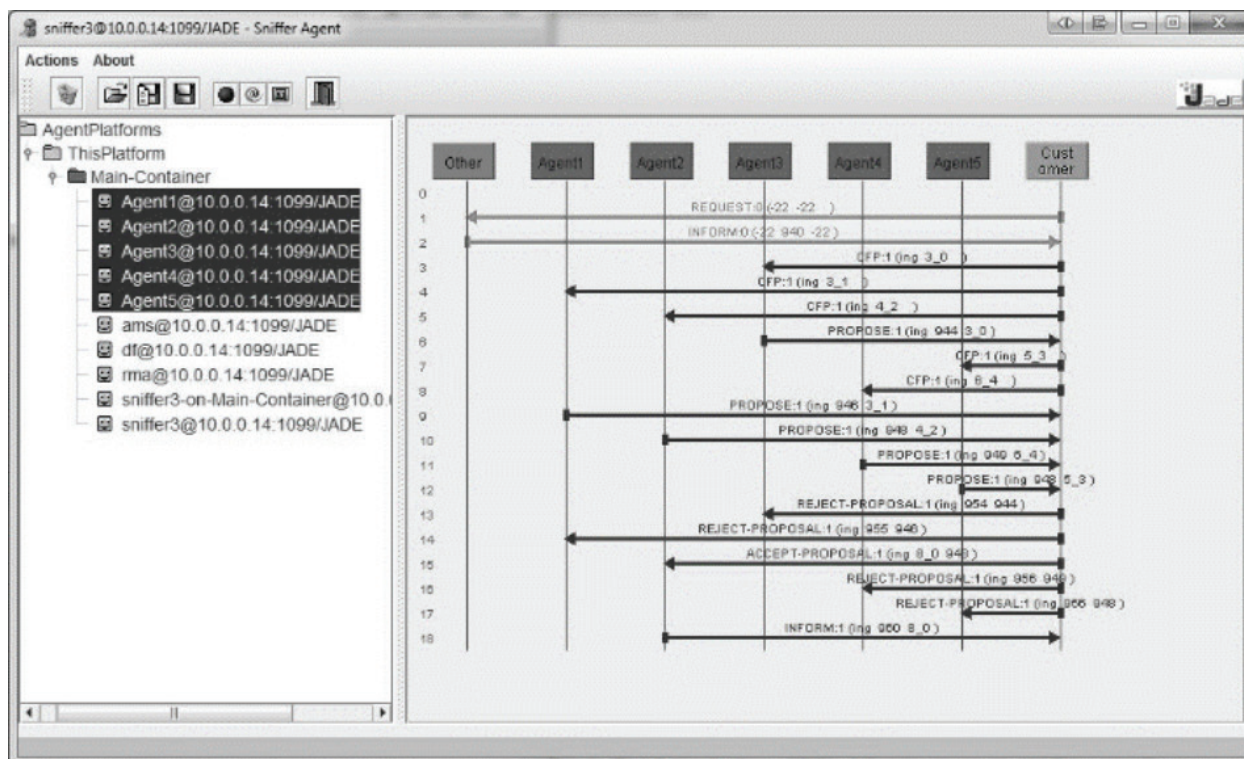 sniffer3@10.0.0.14:1099/JADE - Sniffer Agent
Actions About
Jade
AgentPlatforms
ThisPlatform
Main-Container
Agent1@10.0.0.14:1099/JADE
Agent2@10.0.0.14:1099/JADE
Agent3@10.0.0.14:1099/JADE
Agent4@10.0.0.14:1099/JADE
Agent5@10.0.0.14:1099/JADE
ams@10.0.0.14:1099/JADE
df@10.0.0.14:1099/JADE
rma@10.0.0.14:1099/JADE
sniffer3-on-Main-Container@10.0.
sniffer3@10.0.0.14:1099/JADE
Other Agent1 Agent2 Agent3 Agent4 Agent5 Cust
omer
0
REQUEST:0 (-22 -22 )
1
INFORM:0 (-22 940 -22 )
2
CFP:1 (ing 3_0 )
3
CFP:1 (ing 3_1 )
4
CFP:1 (ing 4_2 )
5
PROPOSE:1 (ing 944 3_0 )
6
CFP:1 (ing 5_3 )
7
CFP:1 (ing 6_4 )
8
PROPOSE:1 (ing 946 3_1 )
9
PROPOSE:1 (ing 948 4_2 )
10
PROPOSE:1 (ing 949 6_4 )
11
PROPOSE:1 (ing 948 5_3 )
12
REJECT-PROPOSAL:1 (ing 954 944 )
13
REJECT-PROPOSAL:1 (ing 955 946 )
14
ACCEPT-PROPOSAL:1 (ing 8_0 948 )
15
REJECT-PROPOSAL:1 (ing 956 949 )
16
REJECT-PROPOSAL:1 (ing 948 )
17
INFORM:1 (ing 960 8_0 )
18